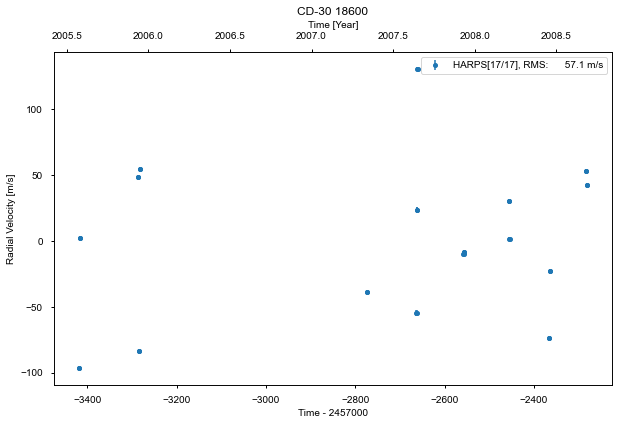 CD-30 18600
Time [Year]
2005.5 2006.0 2006.5 2007.0 2007.5 2008.0 2008.5
HARPS[17/17], RMS: 57.1 m/s
Radial Velocity [m/s]
100
50
0
−50
−100
−3400 −3200 −3000 −2800 −2600 −2400
Time - 2457000